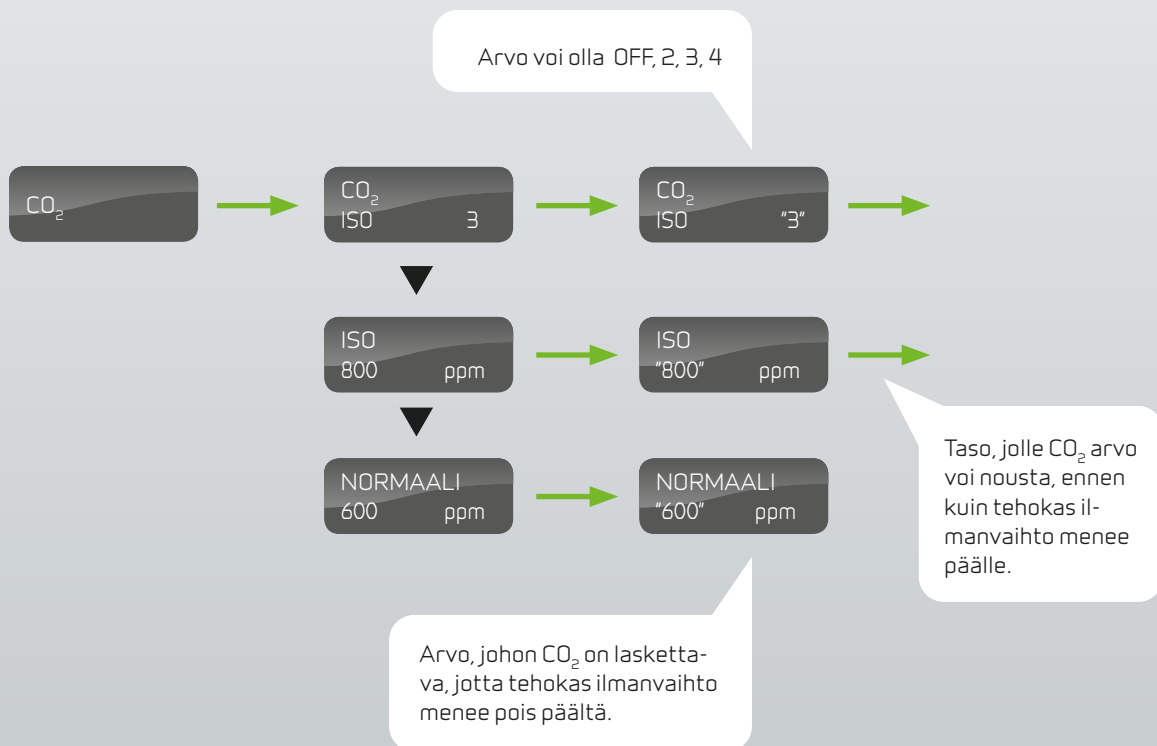 Arvo voi olla OFF, 2, 3, 4
CO₂
CO₂
ISO 3
CO₂
ISO "3"
ISO
800 ppm
ISO
"800" ppm
Taso, jolle CO₂ arvo
voi nousta, ennen
kuin tehokas il-
manvaihto menee
päälle.
NORMAALI
600 ppm
NORMAALI
"600" ppm
Arvo, johon CO₂ on laskettа-
va, jotta tehokas ilmanvaihto
menee pois päältä.